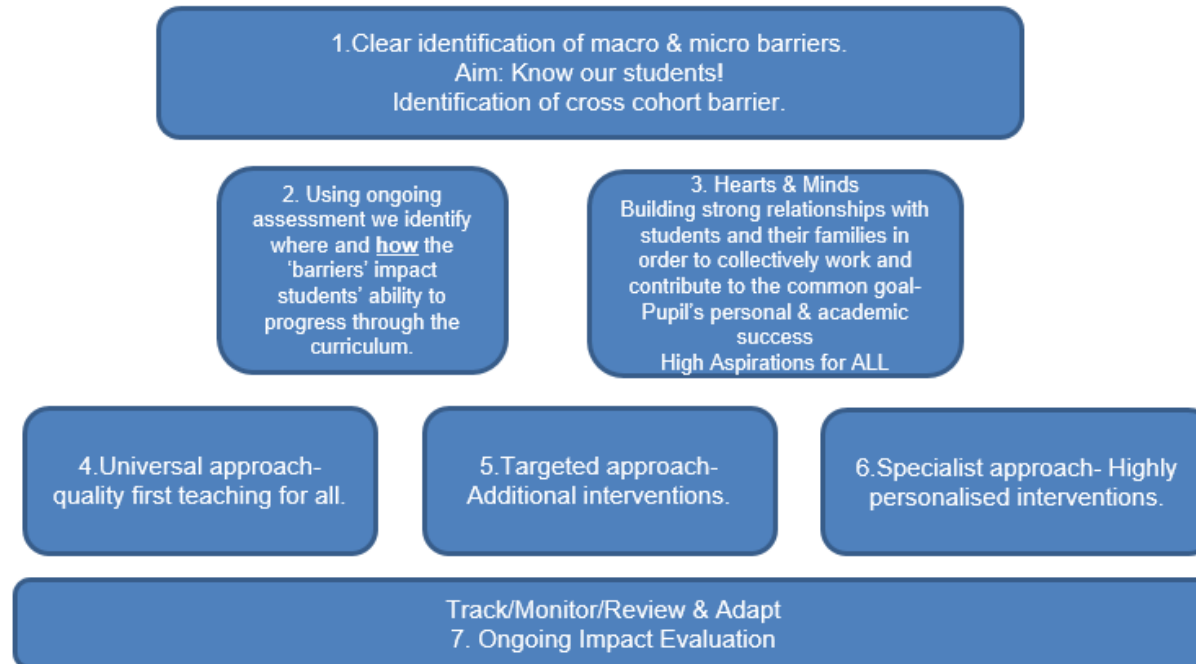 1.Clear identification of macro & micro barriers.
Aim: Know our students!
Identification of cross cohort barrier.
2. Using ongoing
assessment we identify
where and how the
‘barriers’ impact
students’ ability to
progress through the
curriculum.
3. Hearts & Minds
Building strong relationships with
students and their families in
order to collectively work and
contribute to the common goal-
Pupil’s personal & academic
success
High Aspirations for ALL
4.Universal approach-
quality first teaching for all.
5.Targeted approach-
Additional interventions.
6.Specialist approach- Highly
personalised interventions.
Track/Monitor/Review & Adapt
7. Ongoing Impact Evaluation